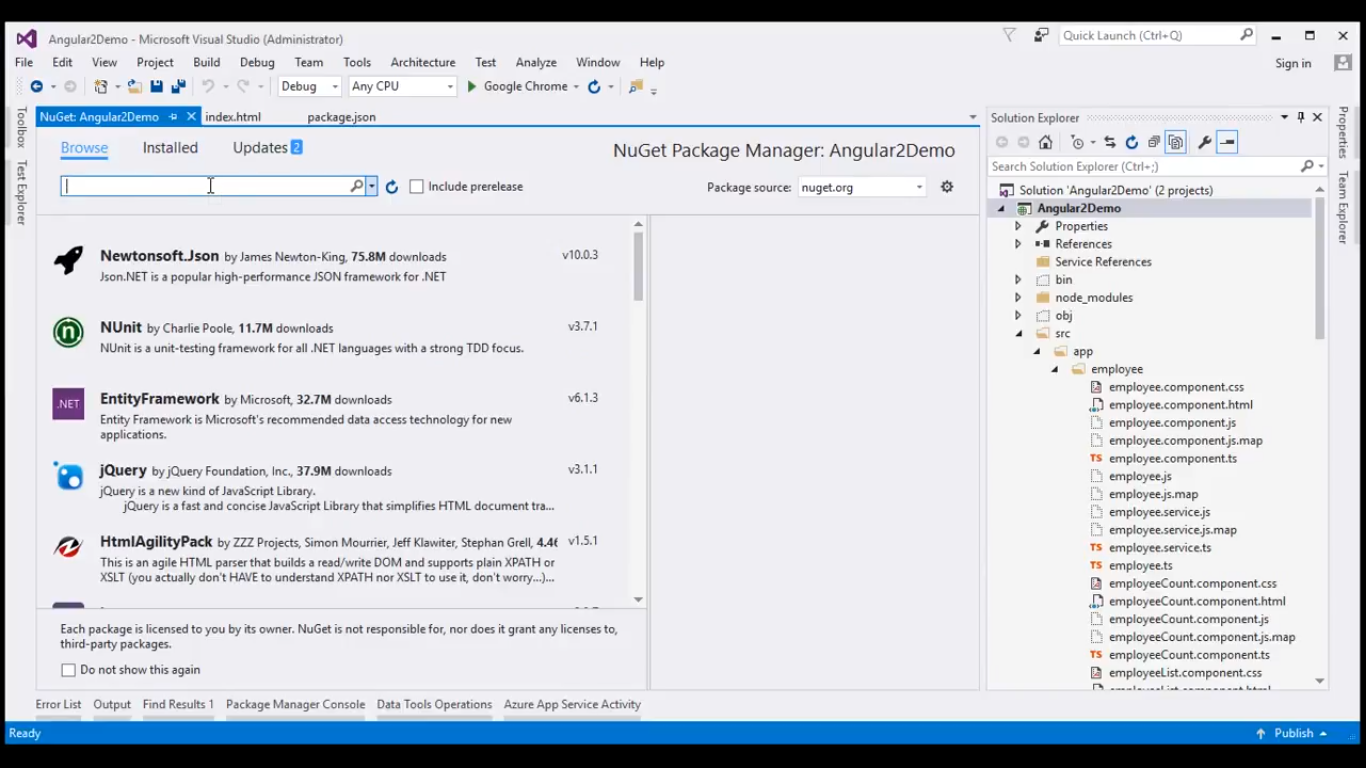 Angular2Demo - Microsoft Visual Studio (Administrator)
Quick Launch (Ctrl+Q)
File Edit View Project Build Debug Team Tools Architecture Test Analyze Window Help
Sign in
Debug Any CPU Google Chrome
Toolbox
Test Explorer
NuGet: Angular2Demo index.html package.json
Browse Installed Updates 2
NuGet Package Manager: Angular2Demo
Include prerelease
Package source: nuget.org
Newtonsoft.Json by James Newton-King, 75.8M downloads v10.0.3
Json.NET is a popular high-performance JSON framework for .NET
n
NUnit by Charlie Poole, 11.7M downloads v3.7.1
NUnit is a unit-testing framework for all .NET languages with a strong TDD focus.
.NET
EntityFramework by Microsoft, 32.7M downloads v6.1.3
Entity Framework is Microsoft's recommended data access technology for new
applications.
jQuery by jQuery Foundation, Inc., 37.9M downloads v3.1.1
jQuery is a new kind of JavaScript Library.
jQuery is a fast and concise JavaScript Library that simplifies HTML document tra...
HtmlAgilityPack by ZZZ Projects, Simon Mourrier, Jeff Klawiter, Stephan Grell, 4.46 v1.5.1
This is an agile HTML parser that builds a read/write DOM and supports plain XPATH or
XSLT (you actually don't HAVE to understand XPATH nor XSLT to use it, don't worry...)...
Each package is licensed to you by its owner. NuGet is not responsible for, nor does it grant any licenses to,
third-party packages.
Do not show this again
Solution Explorer
Search Solution Explorer (Ctrl+;)
Solution 'Angular2Demo' (2 projects)
Angular2Demo
Properties
References
Service References
bin
node_modules
obj
src
app
employee
employee.component.css
employee.component.html
employee.component.js
employee.component.js.map
TS employee.component.ts
employee.js
employee.js.map
employee.service.js
employee.service.js.map
TS employee.service.ts
TS employee.ts
employeeCount.component.css
employeeCount.component.html
employeeCount.component.js
employeeCount.component.js.map
TS employeeCount.component.ts
employeeList.component.css
employeeList.component.html
Properties
Team Explorer
Error List Output Find Results 1 Package Manager Console Data Tools Operations Azure App Service Activity
Ready
Publish